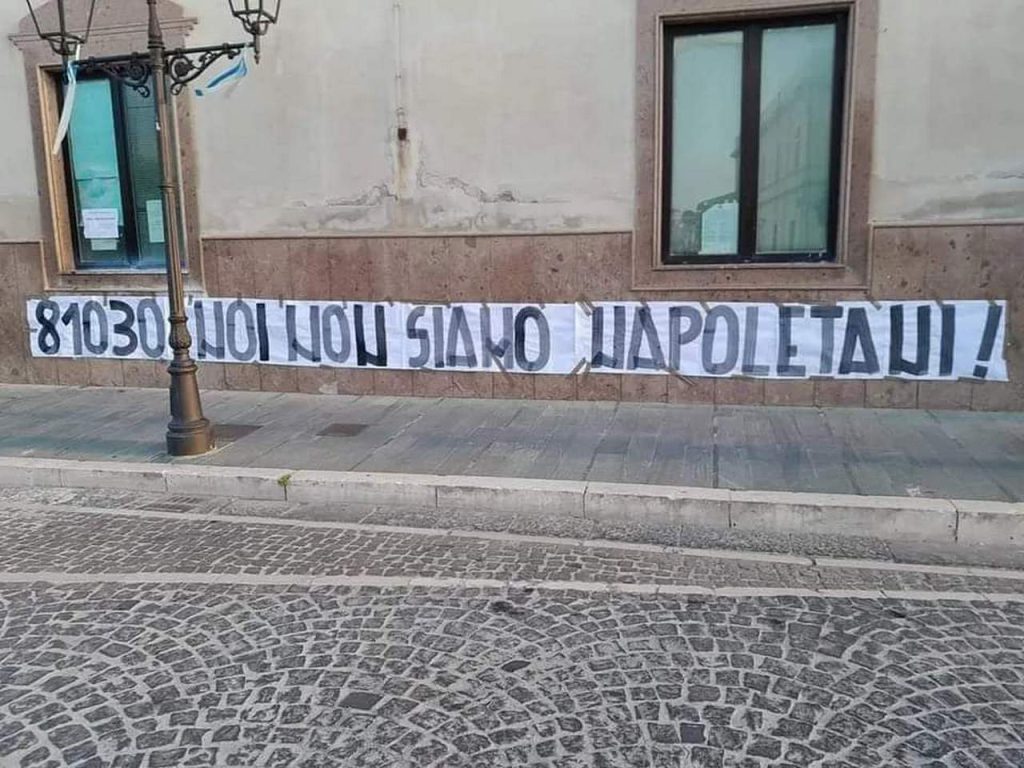 81030 NOI NON SIAMO NAPOLETANI!